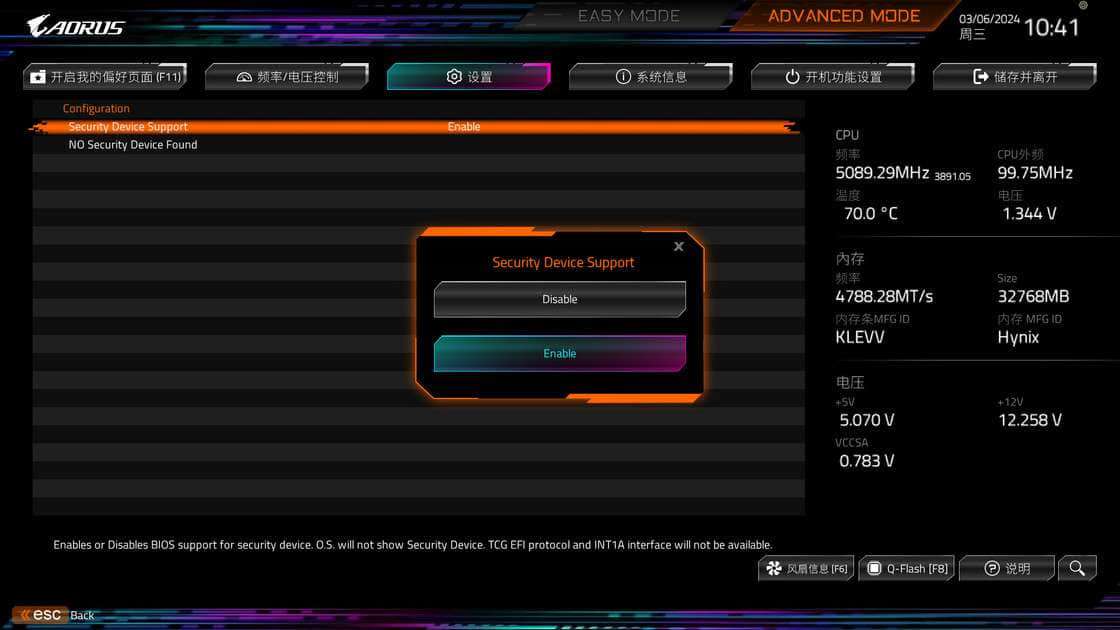 AORUS
EASY MODE
ADVANCED MODE
03/06/2024
周三
10:41
开启我的偏好页面 (F11)
频率/电压控制
设置
系统信息
开机功能设置
储存并离开
Configuration
Security Device Support Enable
NO Security Device Found
Security Device Support
Disable
Enable
CPU
频率 CPU外频
5089.29MHz 3891.05 99.75MHz
温度 电压
70.0 °C 1.344 V
内存
频率 Size
4788.28MT/s 32768MB
内存条MFG ID 内存 MFG ID
KLEVV Hynix
电压
+5V +12V
5.070 V 12.258 V
VCCSA
0.783 V
Enables or Disables BIOS support for security device. O.S. will not show Security Device. TCG EFI protocol and INT1A interface will not be available.
风扇信息 [F6]
Q-Flash [F8]
说明
esc Back